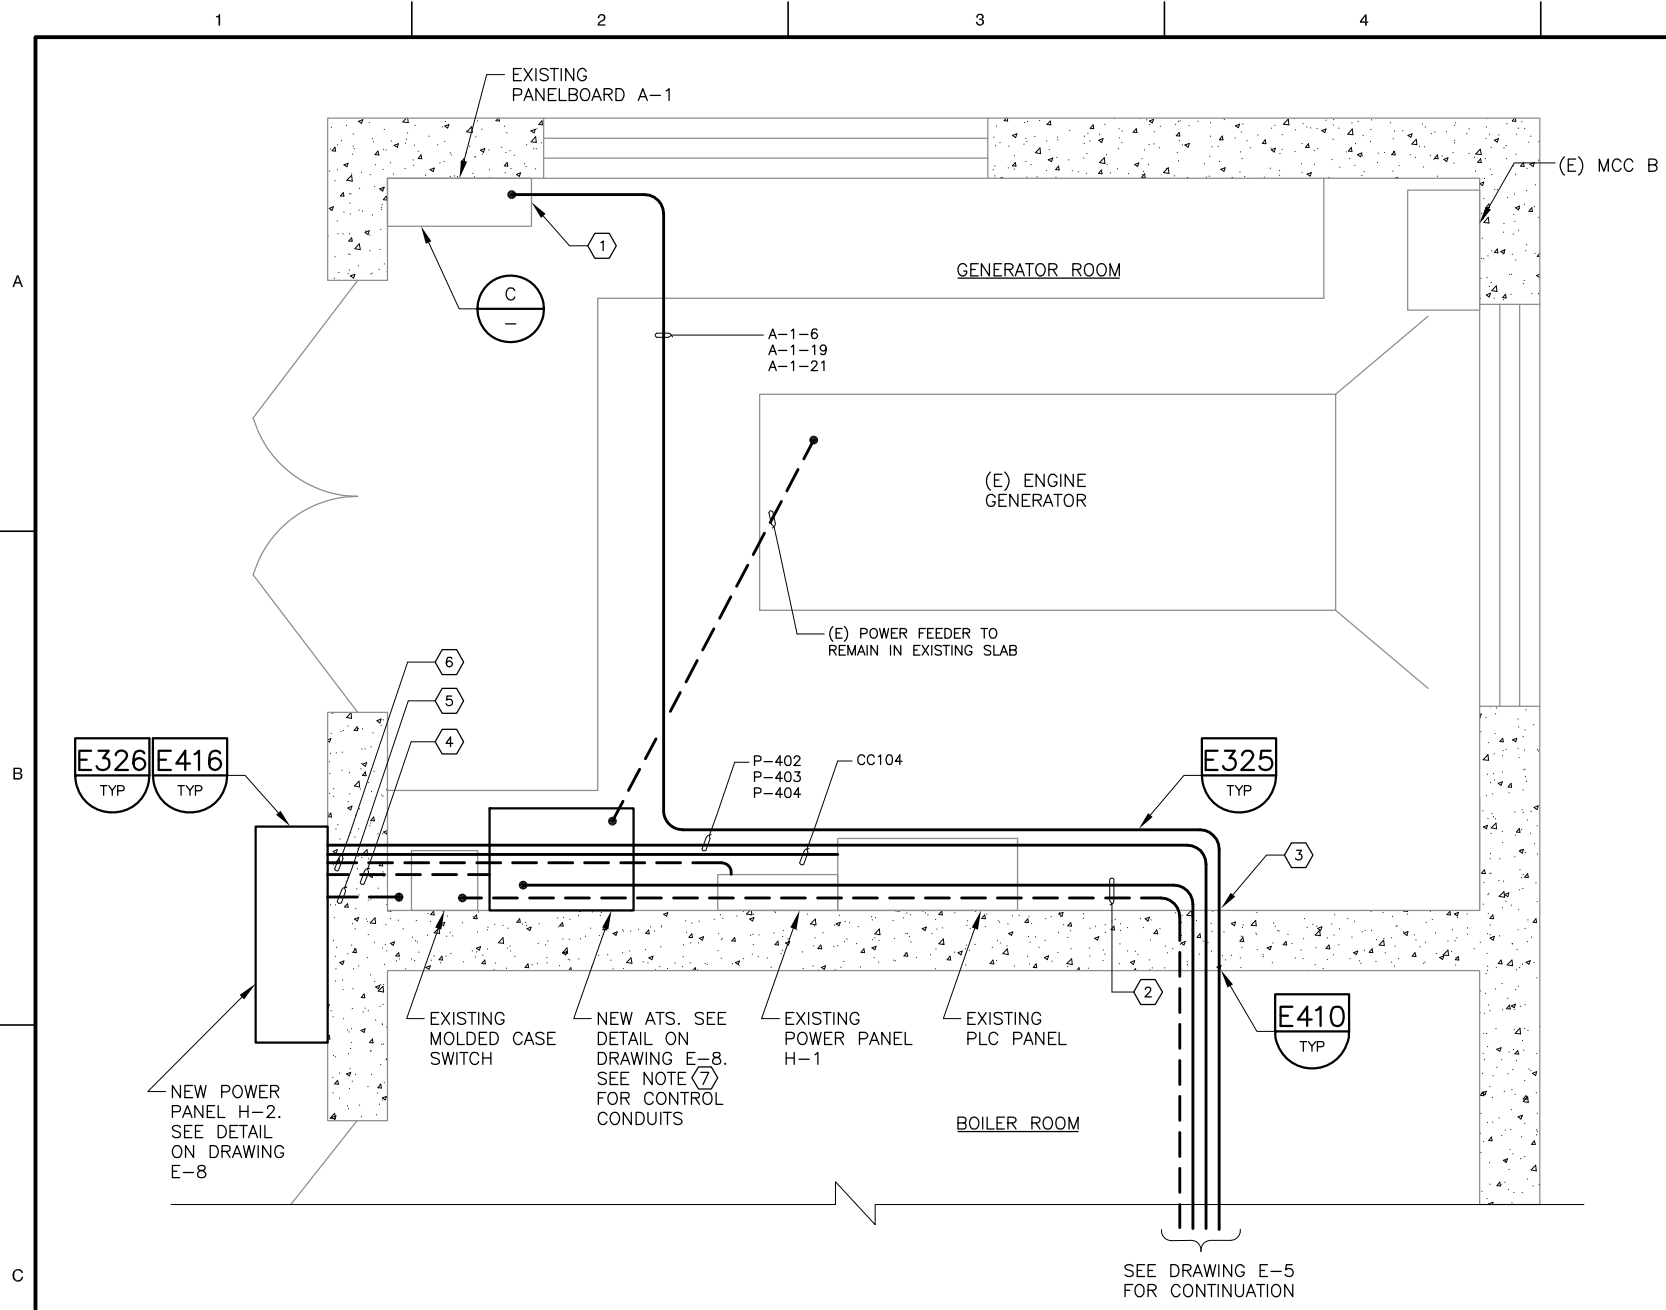 1 2 3 4
EXISTING
PANELBOARD A-1
(E) MCC B
1
A
GENERATOR ROOM
C
-
A-1-6
A-1-19
A-1-21
(E) ENGINE
GENERATOR
(E) POWER FEEDER TO
REMAIN IN EXISTING SLAB
6
5
4
B
E326
TYP
E416
TYP
P-402
P-403
P-404
CC104
E325
TYP
3
2
E410
TYP
EXISTING
MOLDED CASE
SWITCH
NEW ATS. SEE
DETAIL ON
DRAWING E-8.
SEE NOTE 7
FOR CONTROL
CONDUITS
EXISTING
POWER PANEL
H-1
EXISTING
PLC PANEL
NEW POWER
PANEL H-2.
SEE DETAIL
ON DRAWING
E-8
BOILER ROOM
C
SEE DRAWING E-5
FOR CONTINUATION